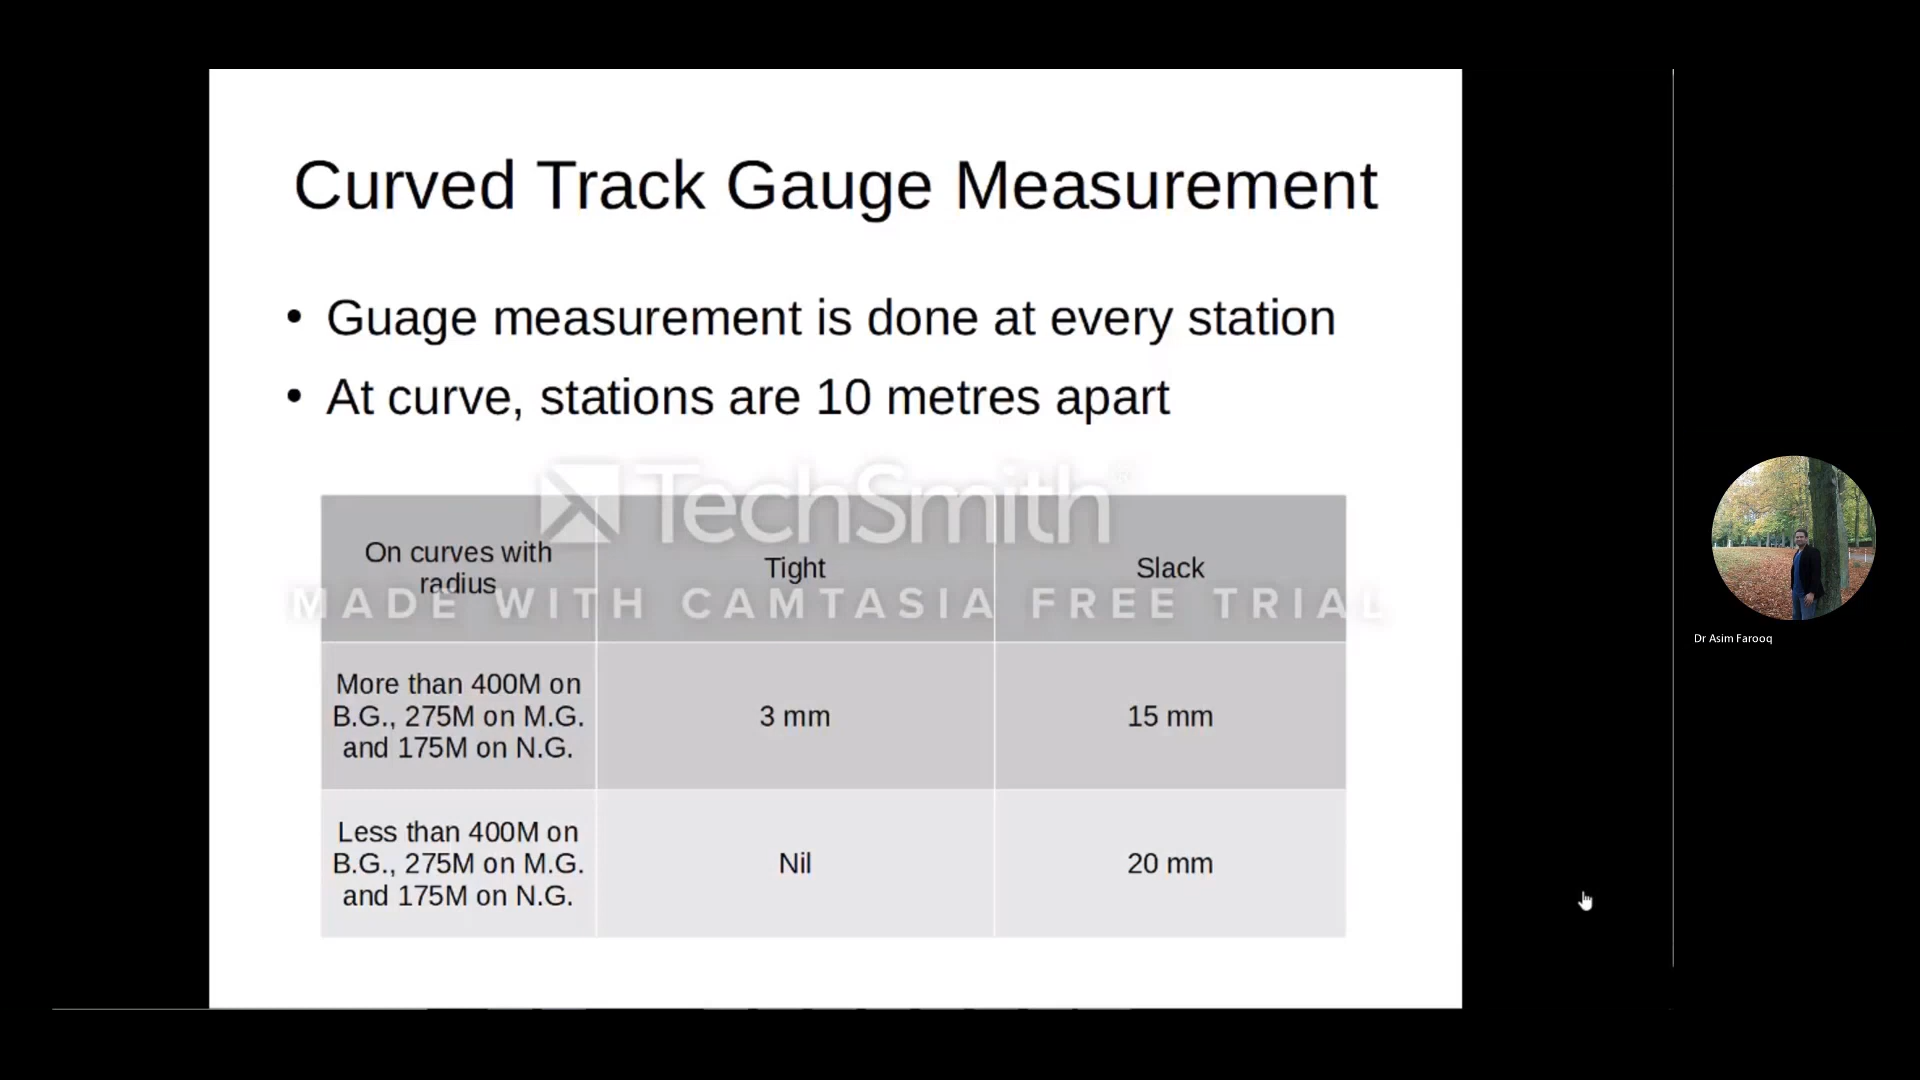 Curved Track Gauge Measurement
• Guage measurement is done at every station
• At curve, stations are 10 metres apart
TechSmith®
MADE WITH CAMTASIA FREE TRIAL
On curves with
radius
Tight
Slack
More than 400M on
B.G., 275M on M.G.
and 175M on N.G.
3 mm
15 mm
Less than 400M on
B.G., 275M on M.G.
and 175M on N.G.
Nil
20 mm
Dr Asim Farooq